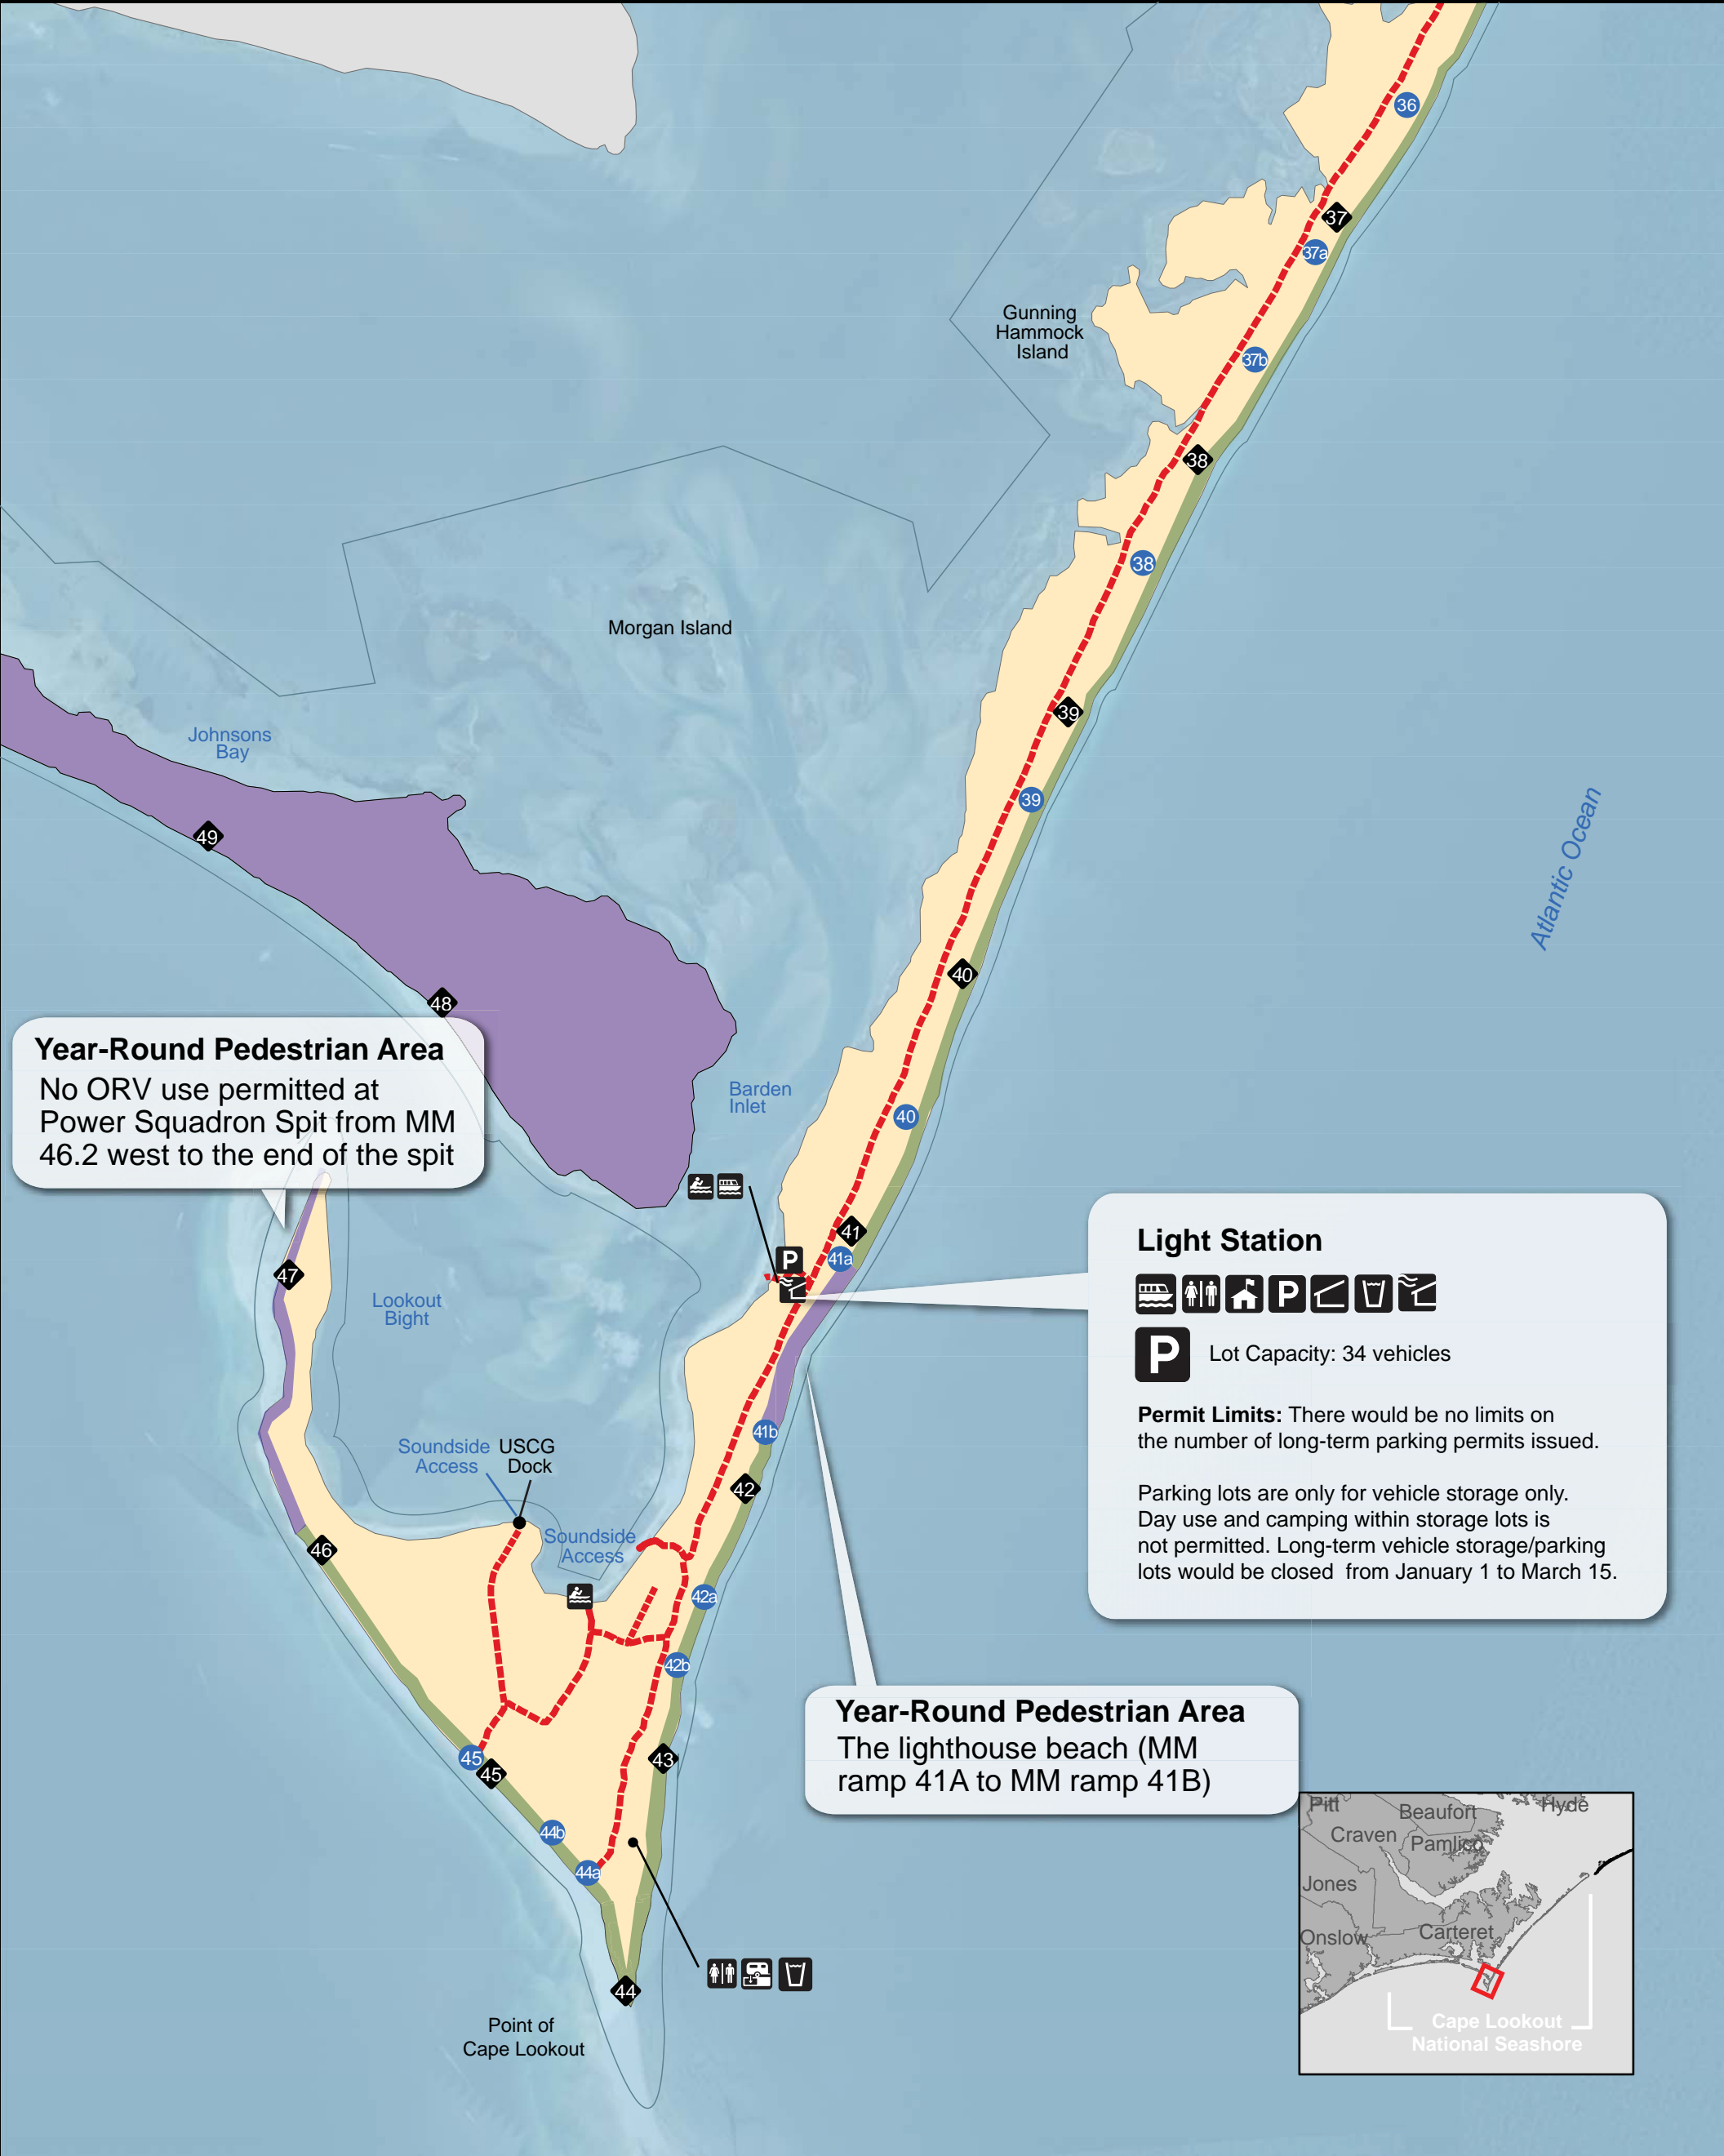 36
37
37a
Gunning
Hammock
Island
37b
38
38
Morgan Island
39
Johnsons
Bay
39
49
Atlantic Ocean
40
48
Year-Round Pedestrian Area
No ORV use permitted at
Power Squadron Spit from MM
46.2 west to the end of the spit
Barden
Inlet
40
41
41a
P
47
Lookout
Bight
Light Station
P
P
Lot Capacity: 34 vehicles
Permit Limits: There would be no limits on
the number of long-term parking permits issued.
Parking lots are only for vehicle storage only.
Day use and camping within storage lots is
not permitted. Long-term vehicle storage/parking
lots would be closed from January 1 to March 15.
41b
Soundside
Access
USCG
Dock
42
Soundside
Access
46
42a
42b
Year-Round Pedestrian Area
The lighthouse beach (MM
ramp 41A to MM ramp 41B)
45
45
43
44b
44a
44
Point of
Cape Lookout
Pitt
Beaufort
Hyde
Craven
Pamlico
Jones
Onslow
Carteret
Cape Lookout
National Seashore